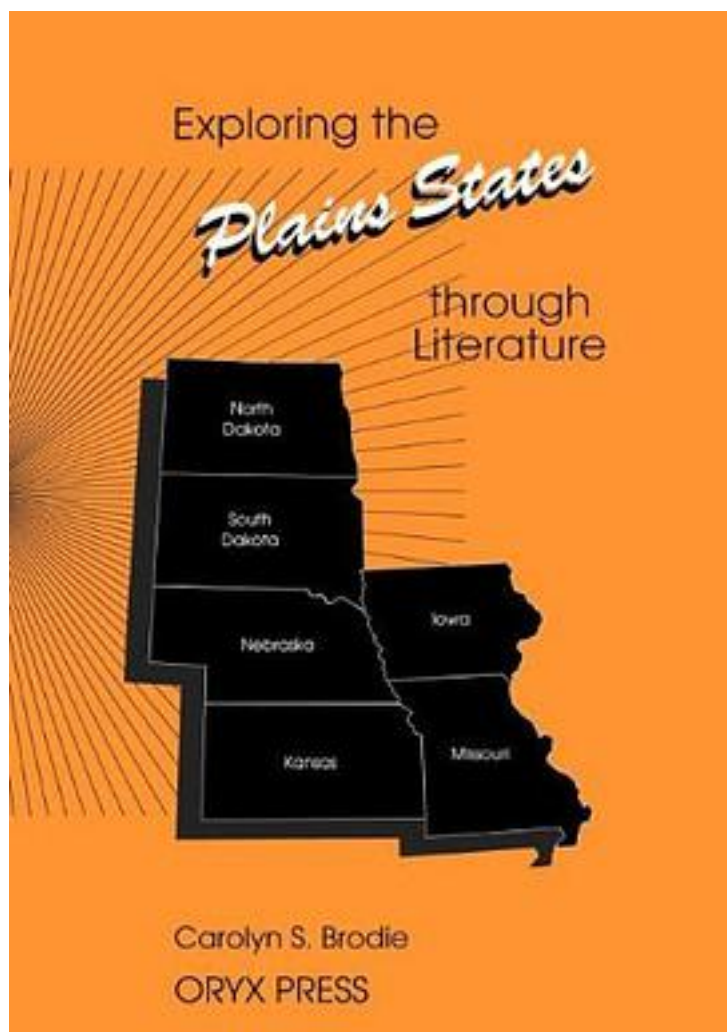 Exploring the
Plains States
through
Literature
North
Dakota
South
Dakota
Nebraska
Iowa
Kansas
Missouri
Carolyn S. Brodie
ORYX PRESS